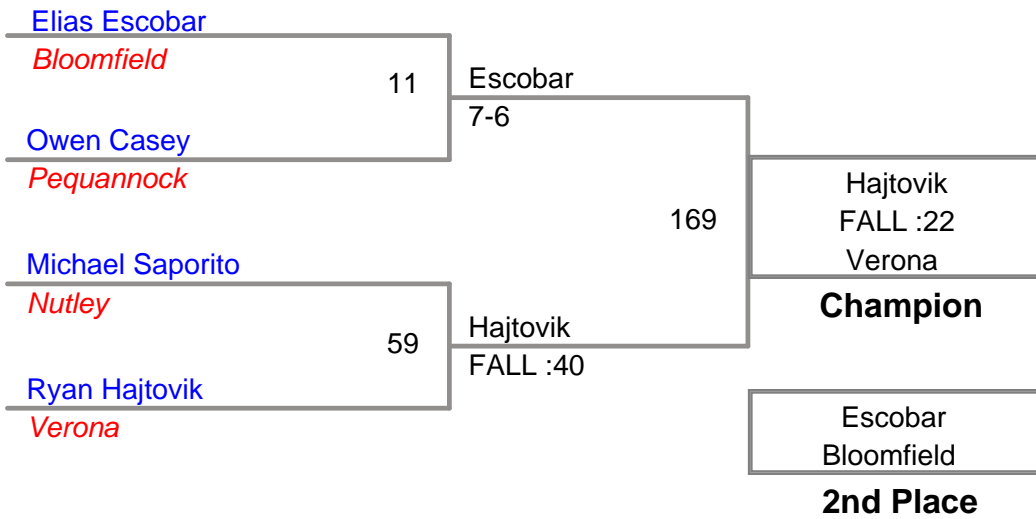 Elias Escobar
Bloomfield
11
Escobar
7-6
Owen Casey
Pequannock
169
Hajtovik
FALL :22
Verona
Champion
Michael Saporito
Nutley
59
Hajtovik
FALL :40
Ryan Hajtovik
Verona
Escobar
Bloomfield
2nd Place